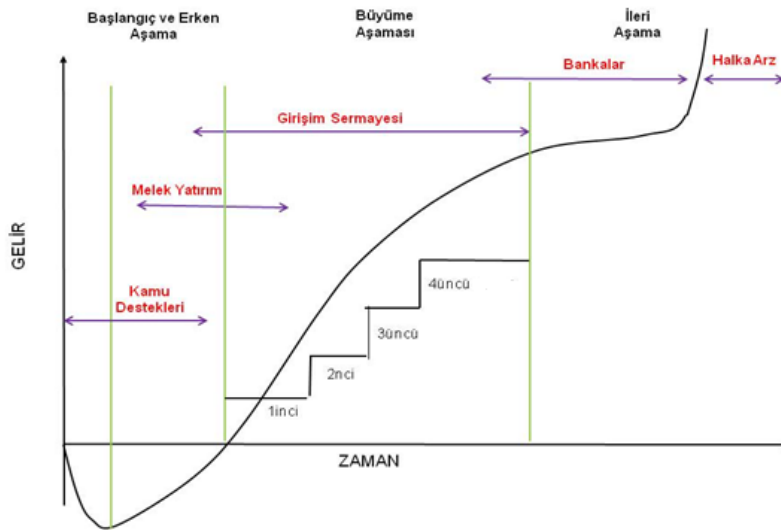 Başlangıç ve Erken
Aşama
Büyüme
Aşaması
İleri
Aşama
Bankalar
Halka Arz
Girişim Sermayesi
Melek Yatırım
GELİR
Kamu
Destekleri
4üncü
3üncü
2nci
1inci
ZAMAN